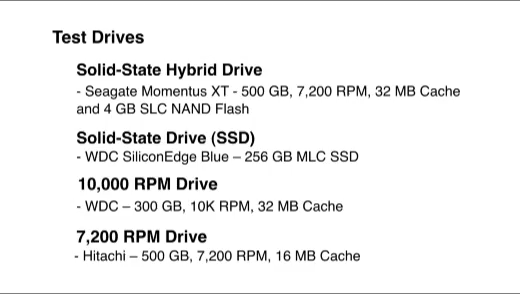 Test Drives
Solid-State Hybrid Drive
- Seagate Momentus XT - 500 GB, 7,200 RPM, 32 MB Cache
and 4 GB SLC NAND Flash
Solid-State Drive (SSD)
- WDC SiliconEdge Blue – 256 GB MLC SSD
10,000 RPM Drive
- WDC – 300 GB, 10K RPM, 32 MB Cache
7,200 RPM Drive
- Hitachi – 500 GB, 7,200 RPM, 16 MB Cache